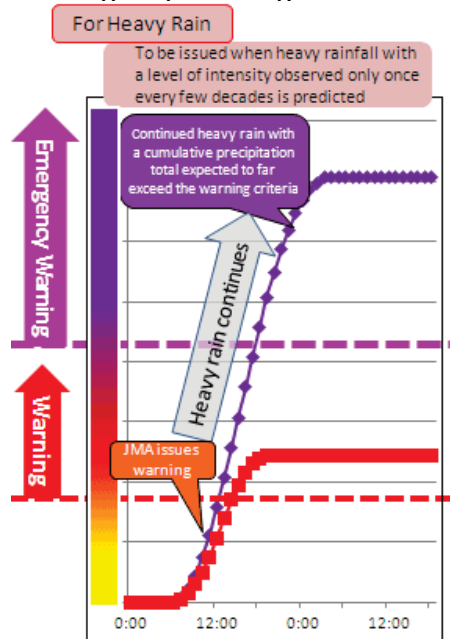 For Heavy Rain
To be issued when heavy rainfall with
a level of intensity observed only once
every few decades is predicted
Continued heavy rain with
a cumulative precipitation
total expected to far
exceed the warning criteria
Emergency Warning
Heavy rain continues
Warning
JMA issues
warning
0:00 12:00 0:00 12:00